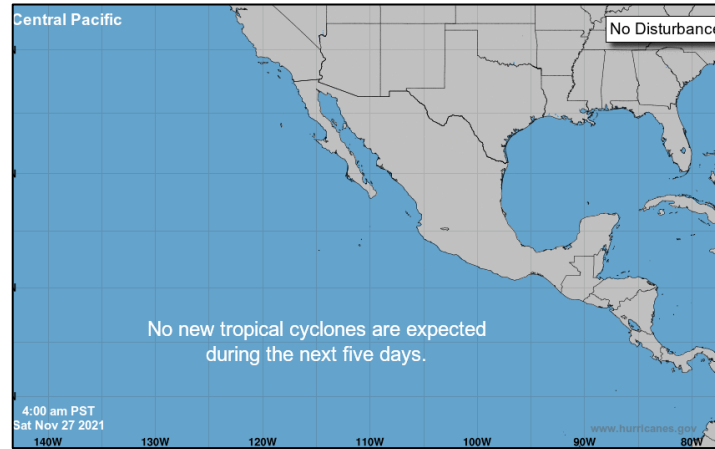 Central Pacific
No Disturbance
No new tropical cyclones are expected
during the next five days.
4:00 am PST
Sat Nov 27 2021
www.hurricanes.gov
140W 130W 120W 110W 100W 90W 80W